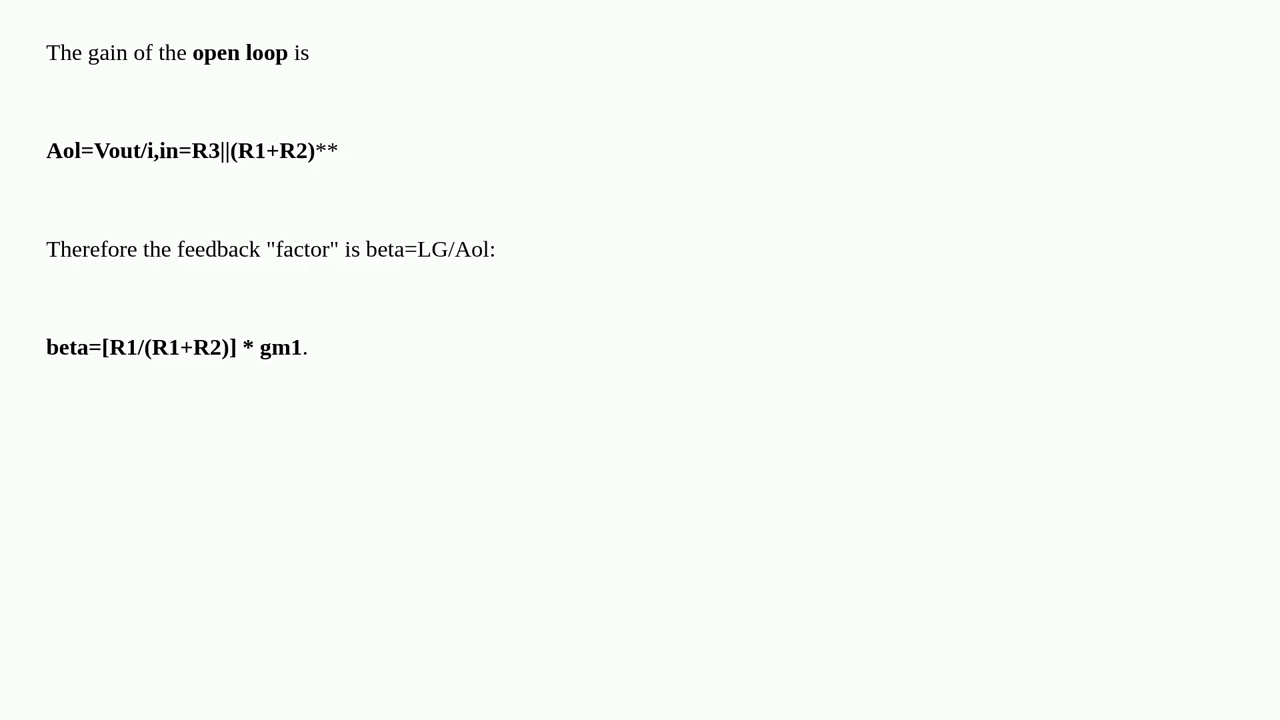 The gain of the open loop is
Aol=Vout/i,in=R3||(R1+R2)**
Therefore the feedback "factor" is beta=LG/Aol:
beta=[R1/(R1+R2)] * gm1.